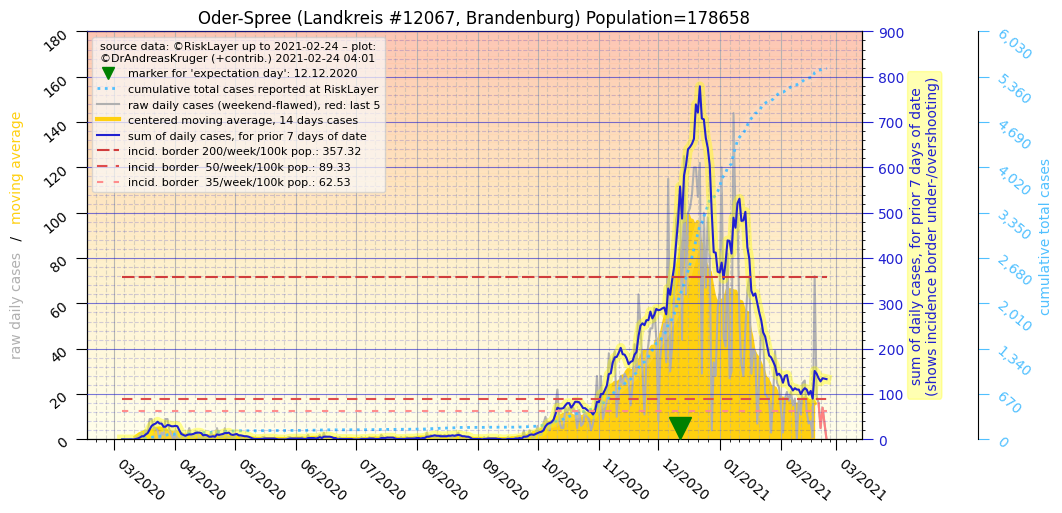 Oder-Spree (Landkreis #12067, Brandenburg) Population=178658
source data: ©RiskLayer up to 2021-02-24 – plot:
©DrAndreasKruger (+contrib.) 2021-02-24 04:01
marker for 'expectation day': 12.12.2020
cumulative total cases reported at RiskLayer
raw daily cases (weekend-flawed), red: last 5
centered moving average, 14 days cases
sum of daily cases, for prior 7 days of date
incid. border 200/week/100k pop.: 357.32
incid. border  50/week/100k pop.: 89.33
incid. border  35/week/100k pop.: 62.53
raw daily cases / moving average
180
160
140
120
100
80
60
40
20
0
03/2020
04/2020
05/2020
06/2020
07/2020
08/2020
09/2020
10/2020
11/2020
12/2020
01/2021
02/2021
03/2021
900
800
700
600
500
400
300
200
100
0
sum of daily cases, for prior 7 days of date
(shows incidence border under-/overshooting)
6,030
5,360
4,690
4,020
3,350
2,680
2,010
1,340
670
0
cumulative total cases